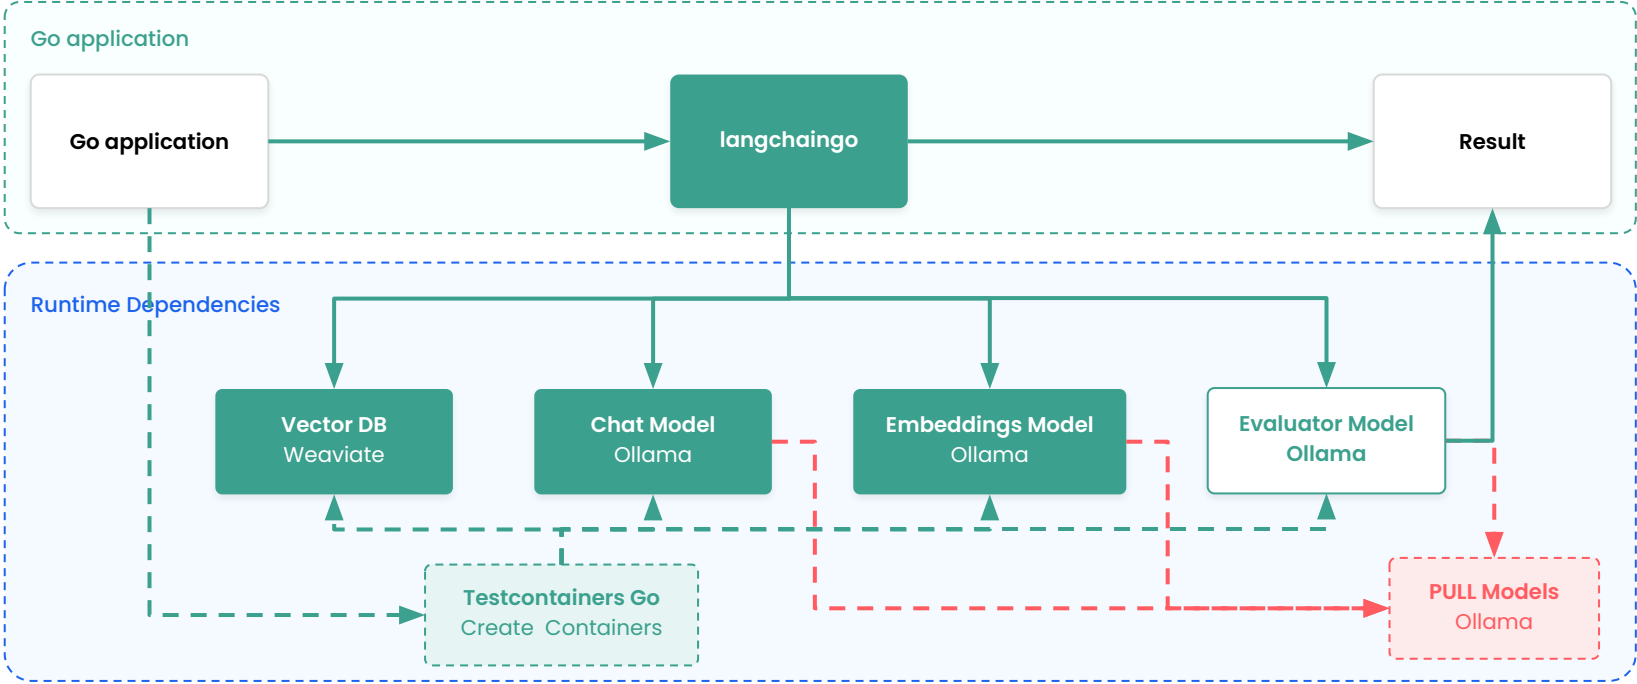 Go application
Go application
langchaingo
Result
Runtime Dependencies
Vector DB
Weaviate
Chat Model
Ollama
Embeddings Model
Ollama
Evaluator Model
Ollama
Testcontainers Go
Create  Containers
PULL Models
Ollama